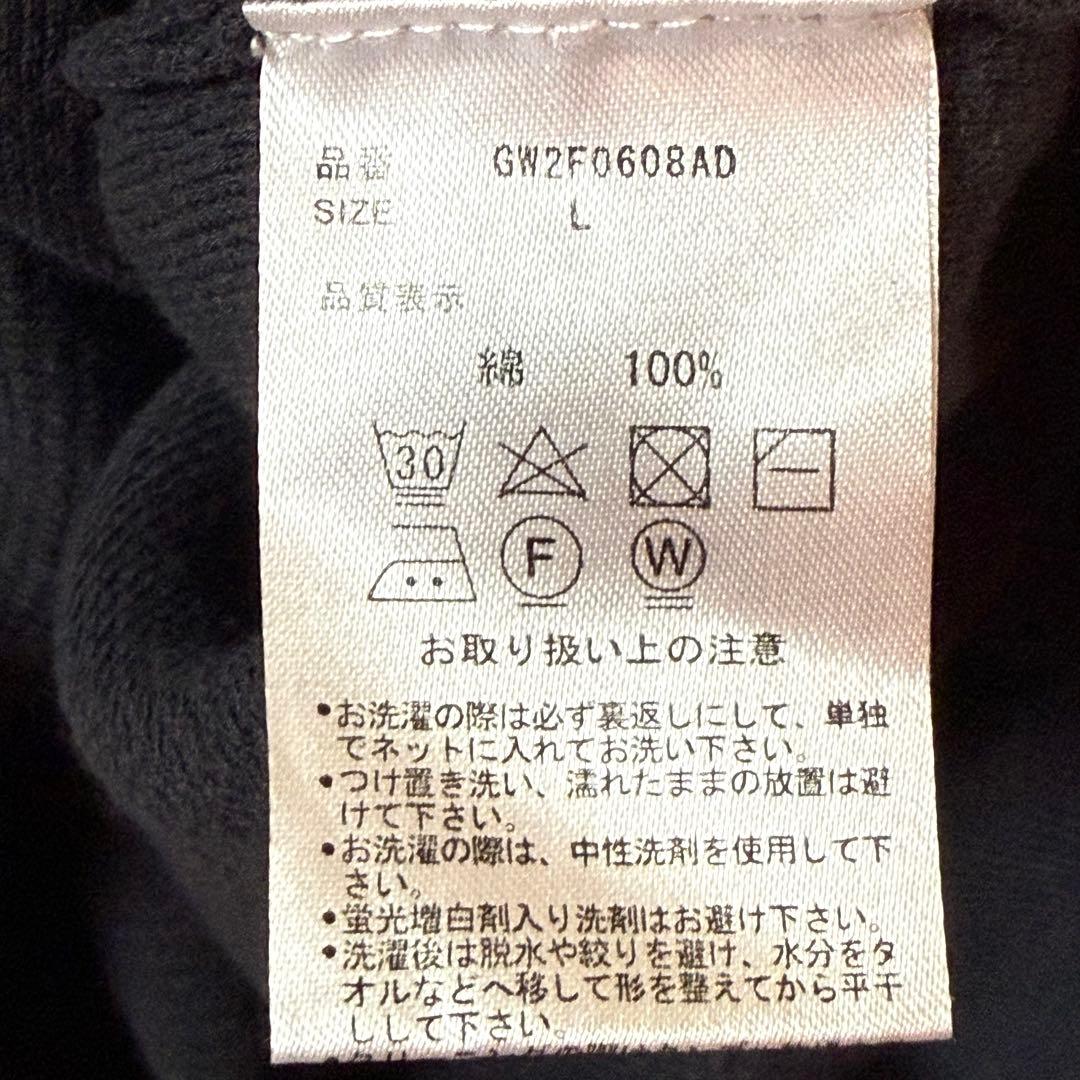 品番 GW2F0608AD
SIZE L
品質表示
綿 100%
30
F W
お取り扱い上の注意
•お洗濯の際は必ず裏返しにして、単独
でネットに入れてお洗い下さい。
•つけ置き洗い、濡れたままの放置は避
けて下さい。
•お洗濯の際は、中性洗剤を使用して下
さい。
•蛍光増白剤入り洗剤はお避け下さい。
•洗濯後は脱水や絞りを避け、水分をタ
オルなどへ移して形を整えてから平干
しして下さい。